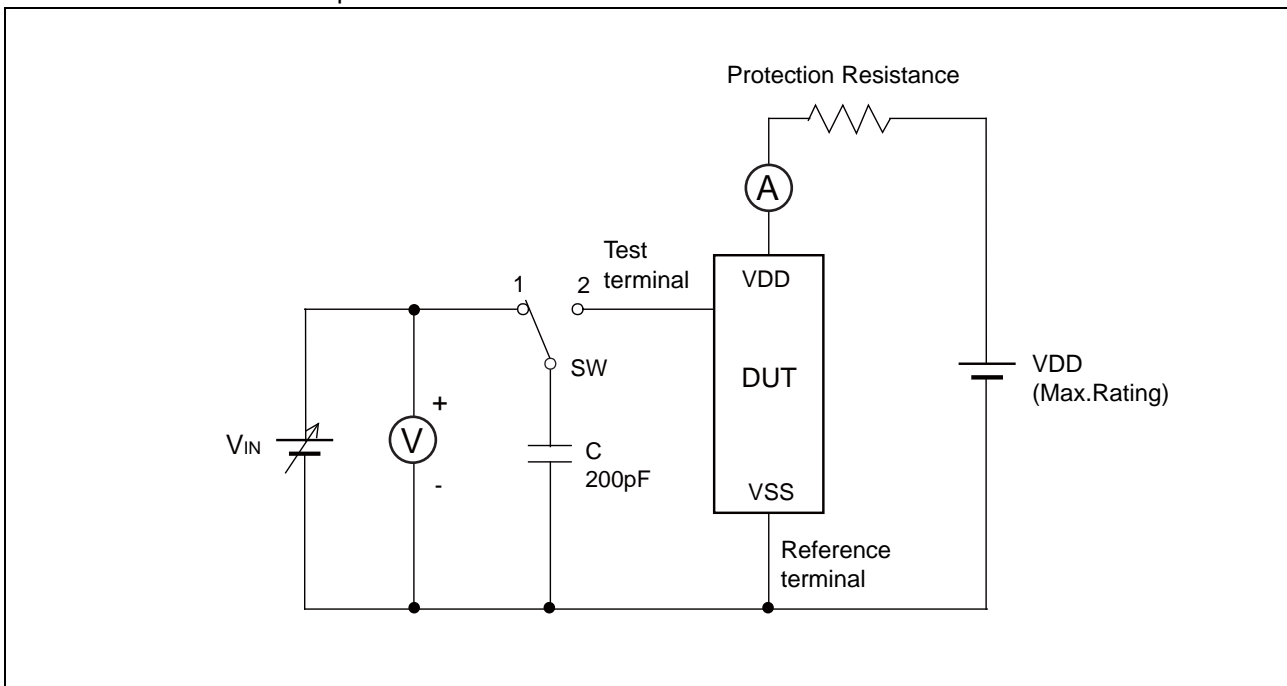 Protection Resistance
A
Test
terminal
1
2
VDD
SW
DUT
VDD
(Max.Rating)
VIN
+
V
-
C
200pF
VSS
Reference
terminal